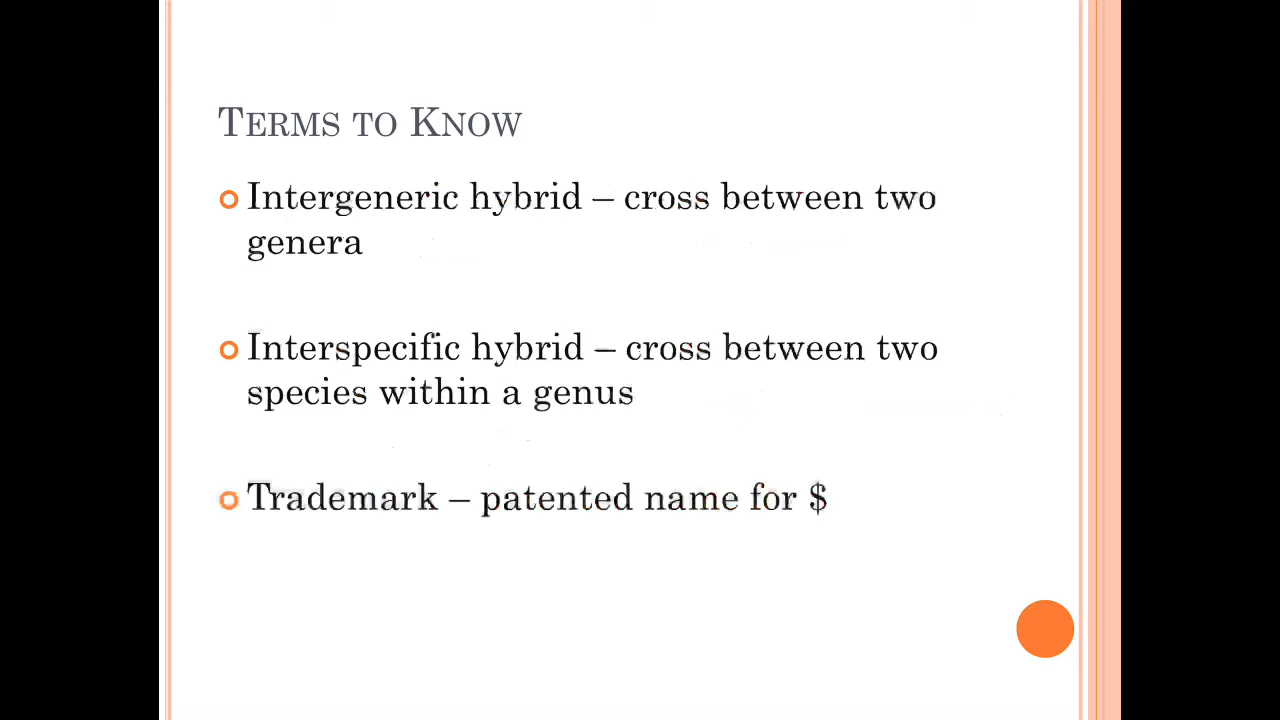 Terms to Know
Intergeneric hybrid – cross between two
genera
Interspecific hybrid – cross between two
species within a genus
Trademark – patented name for $